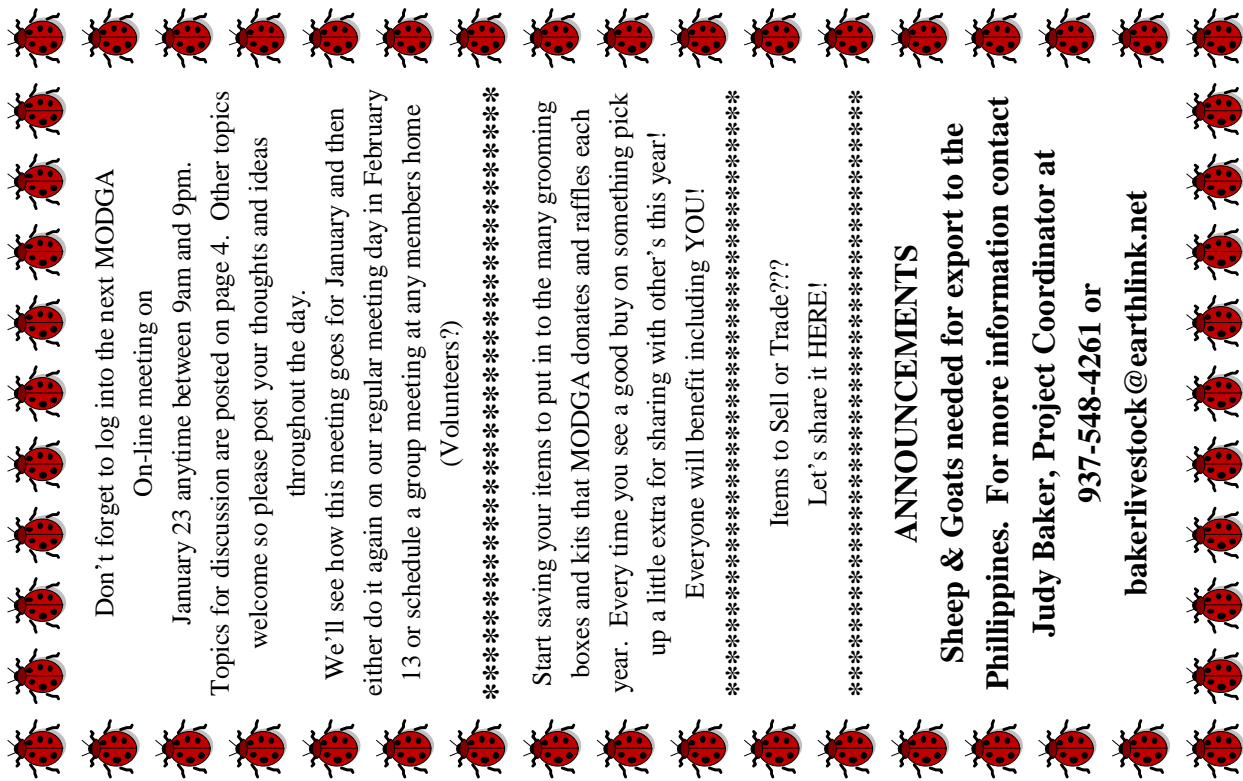 Don't forget to log into the next MODGA
On-line meeting on
January 23 anytime between 9am and 9pm.
Topics for discussion are posted on page 4.  Other topics
welcome so please post your thoughts and ideas
throughout the day.
We'll see how this meeting goes for January and then
either do it again on our regular meeting day in February
13 or schedule a group meeting at any members home
(Volunteers?)
****************************************
Start saving your items to put in to the many grooming
boxes and kits that MODGA donates and raffles each
year.  Every time you see a good buy on something pick
up a little extra for sharing with other's this year!
Everyone will benefit including YOU!
****************************************
Items to Sell or Trade???
Let's share it HERE!
****************************************
ANNOUNCEMENTS
Sheep & Goats needed for export to the
Phillippines.  For more information contact
Judy Baker, Project Coordinator at
937-548-4261 or
bakerlivestock@earthlink.net